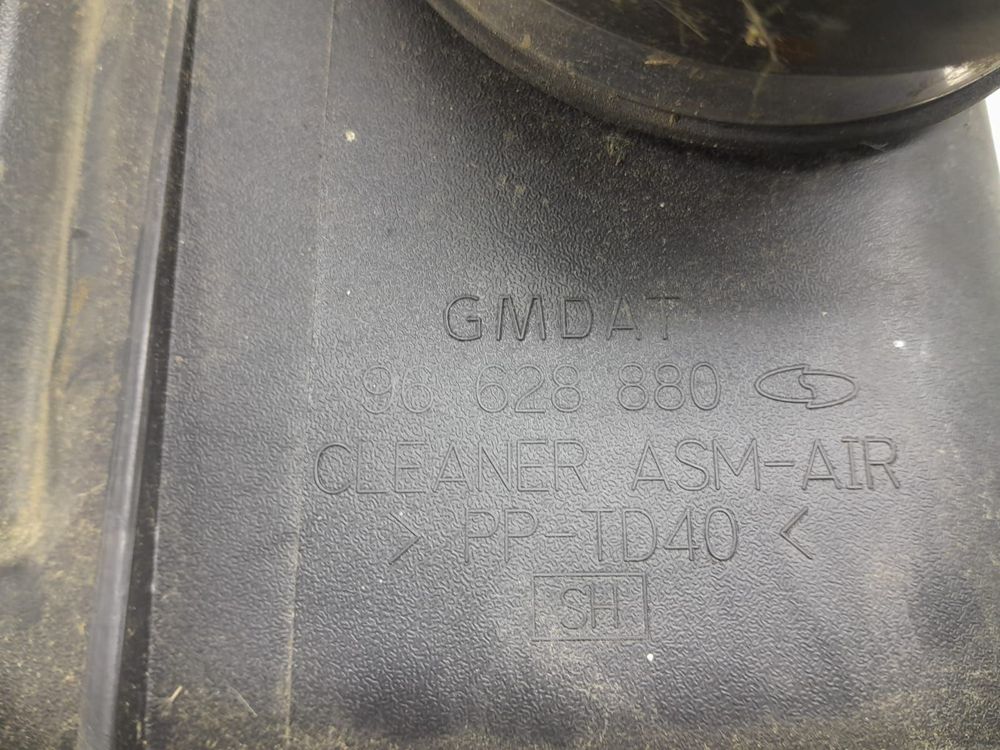 GMDAT
96 628 880
CLEANER ASM-AIR
> PP-TD40 <
SH